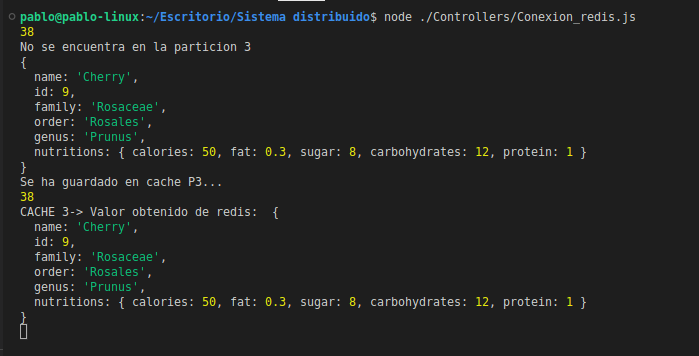 pablo@pablo-linux:~/Escritorio/Sistema distribuido$ node ./Controllers/Conexion_redis.js
38
No se encuentra en la particion 3
{
  name: 'Cherry',
  id: 9,
  family: 'Rosaceae',
  order: 'Rosales',
  genus: 'Prunus',
  nutritions: { calories: 50, fat: 0.3, sugar: 8, carbohydrates: 12, protein: 1 }
}
Se ha guardado en cache P3...
38
CACHE 3-> Valor obtenido de redis:  {
  name: 'Cherry',
  id: 9,
  family: 'Rosaceae',
  order: 'Rosales',
  genus: 'Prunus',
  nutritions: { calories: 50, fat: 0.3, sugar: 8, carbohydrates: 12, protein: 1 }
}